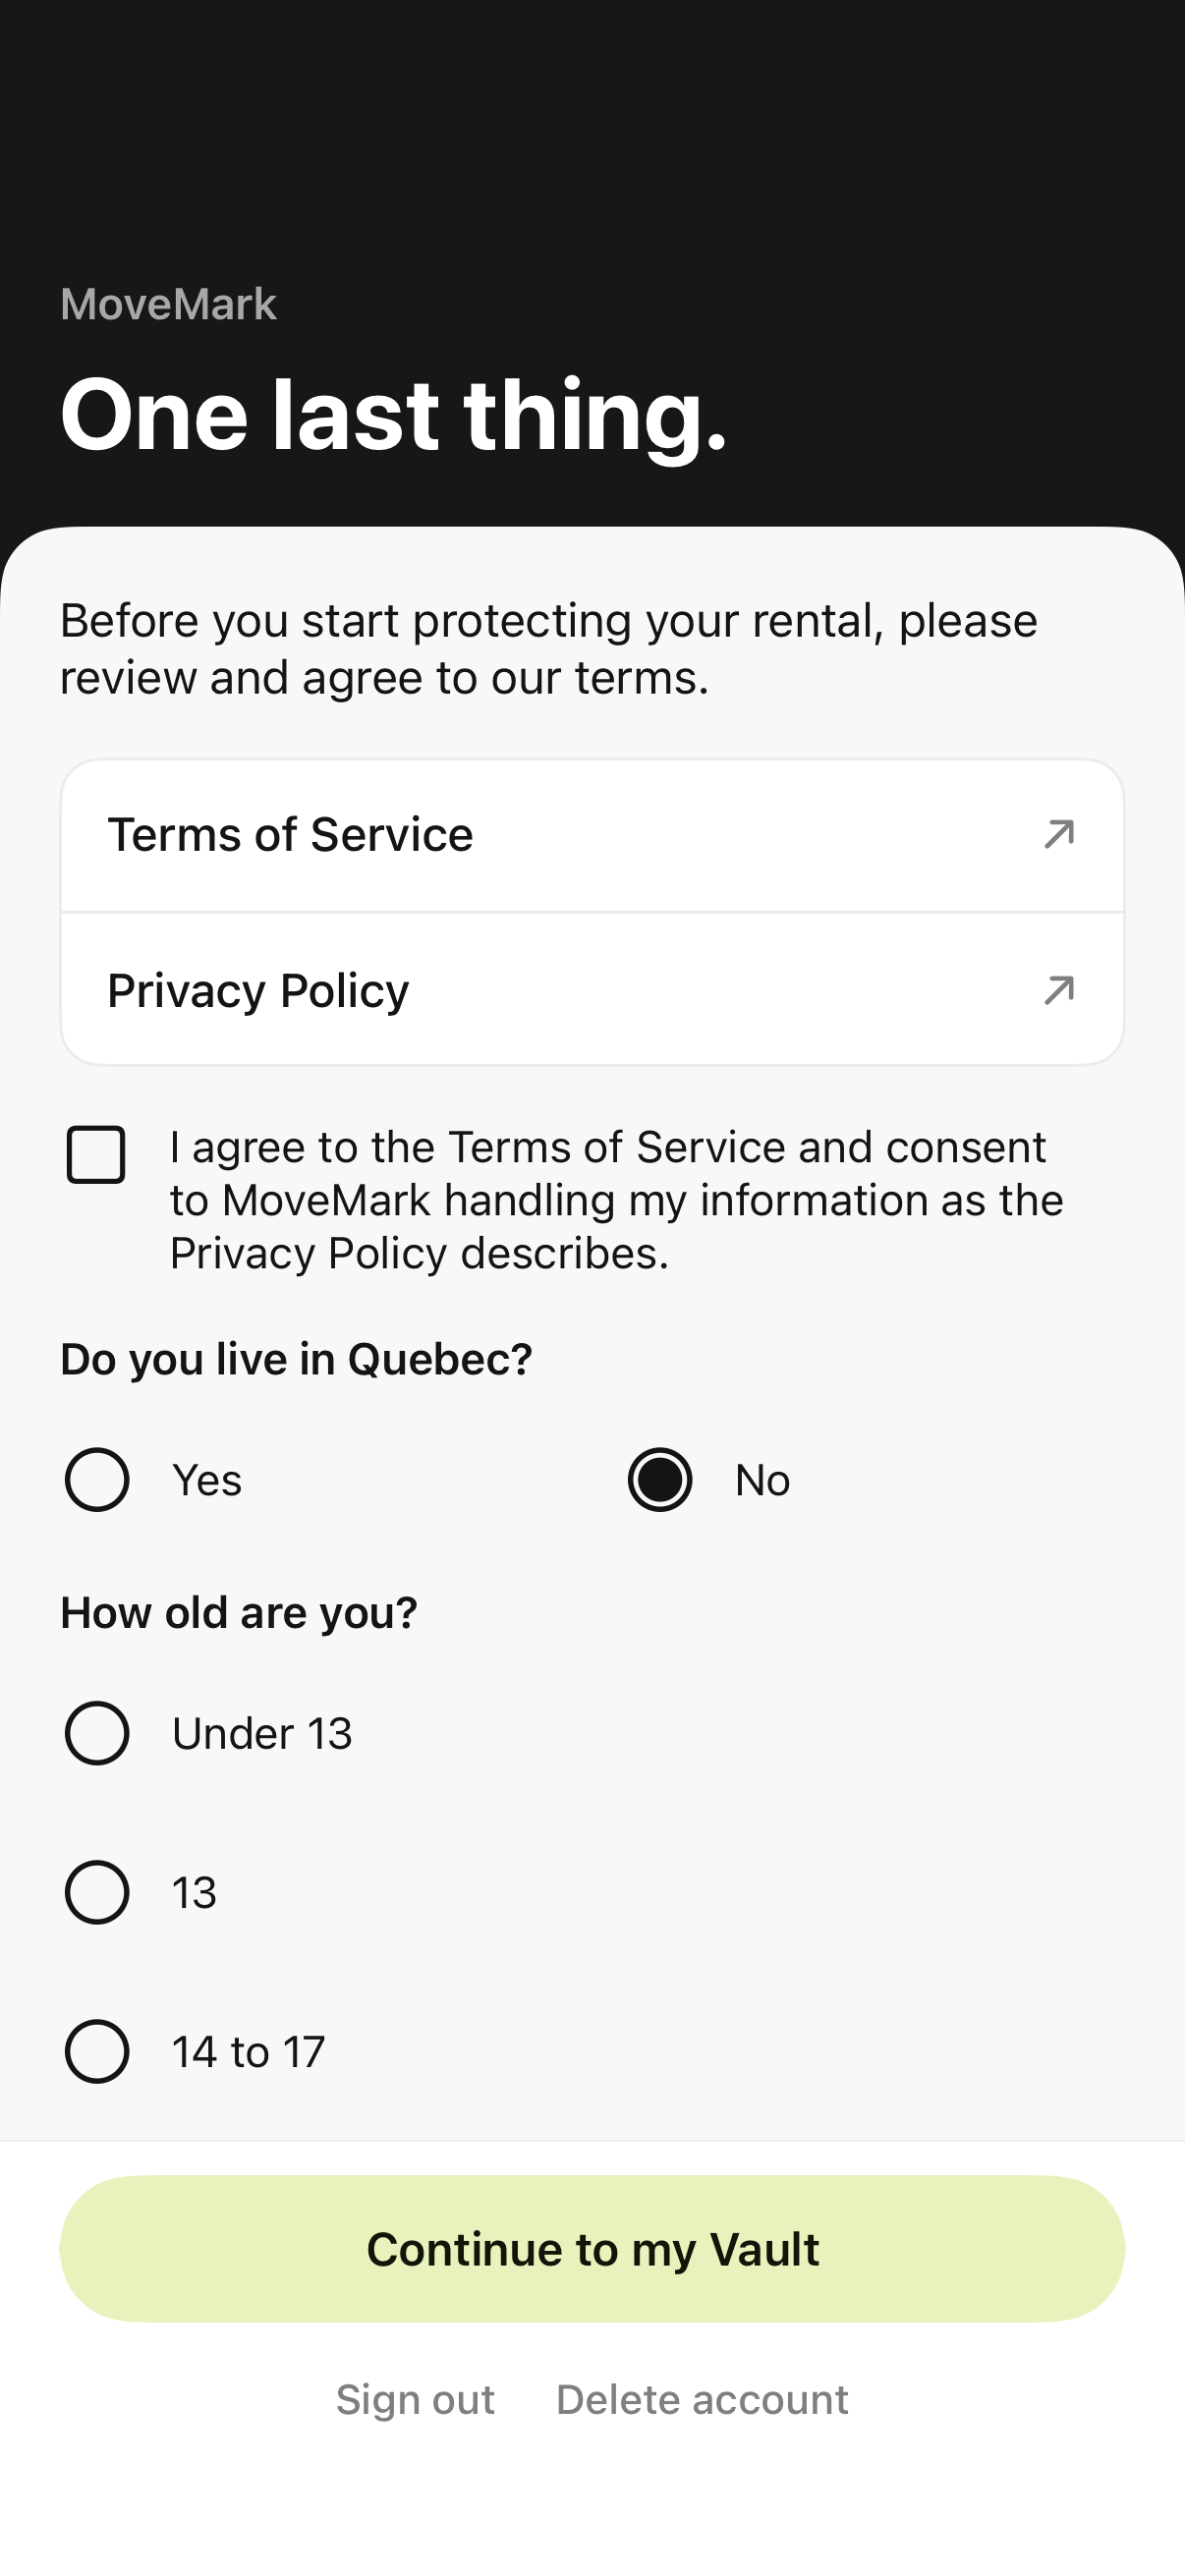 MoveMark
One last thing.
Before you start protecting your rental, please
review and agree to our terms.
Terms of Service
Privacy Policy
I agree to the Terms of Service and consent
to MoveMark handling my information as the
Privacy Policy describes.
Do you live in Quebec?
Yes
No
How old are you?
Under 13
13
14 to 17
Continue to my Vault
Sign out
Delete account